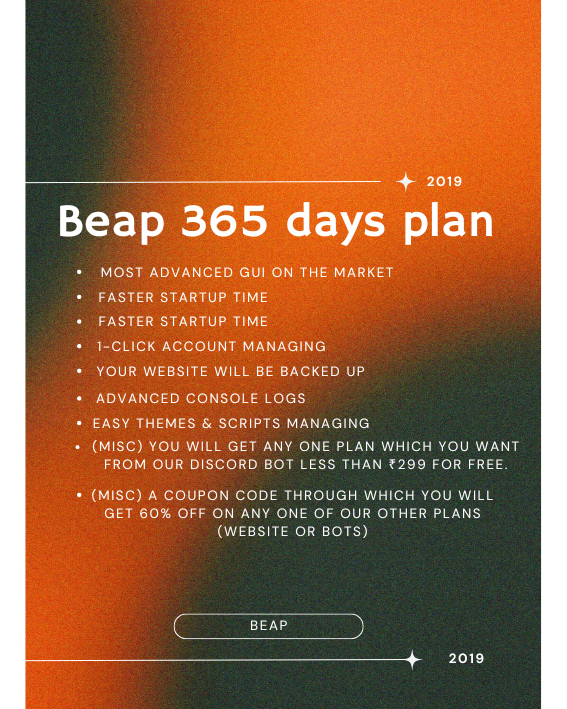 2019
Beap 365 days plan
• MOST ADVANCED GUI ON THE MARKET
• FASTER STARTUP TIME
• FASTER STARTUP TIME
• 1-CLICK ACCOUNT MANAGING
• YOUR WEBSITE WILL BE BACKED UP
• ADVANCED CONSOLE LOGS
• EASY THEMES & SCRIPTS MANAGING
• (MISC) YOU WILL GET ANY ONE PLAN WHICH YOU WANT
FROM OUR DISCORD BOT LESS THAN ₹299 FOR FREE.
• (MISC) A COUPON CODE THROUGH WHICH YOU WILL
GET 60% OFF ON ANY ONE OF OUR OTHER PLANS
(WEBSITE OR BOTS)
BEAP
2019